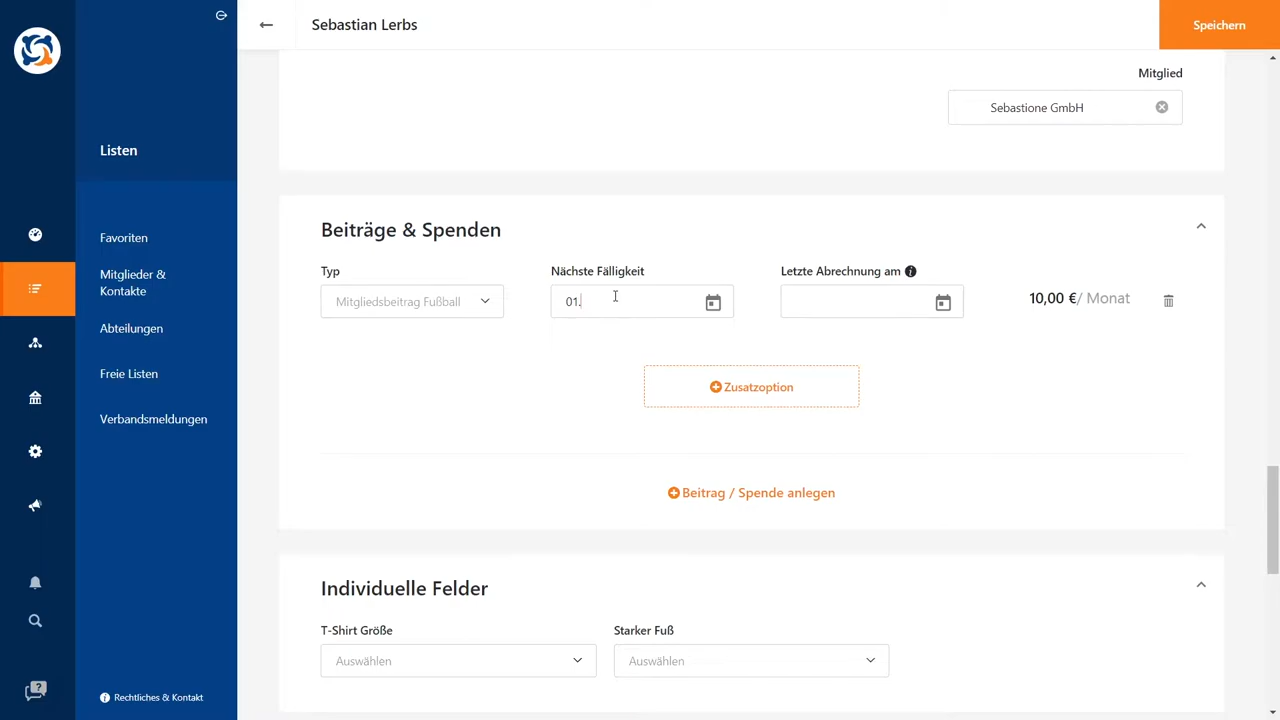 Sebastian Lerbs
Speichern
Listen
Favoriten
Mitglieder &
Kontakte
Abteilungen
Freie Listen
Verbandsmeldungen
Rechtliches & Kontakt
Mitglied
Sebastione GmbH
Beiträge & Spenden
Typ
Nächste Fälligkeit
Letzte Abrechnung am
Mitgliedsbeitrag Fußball
01.
10,00 €/ Monat
Zusatzoption
Beitrag / Spende anlegen
Individuelle Felder
T-Shirt Größe
Starker Fuß
Auswählen
Auswählen